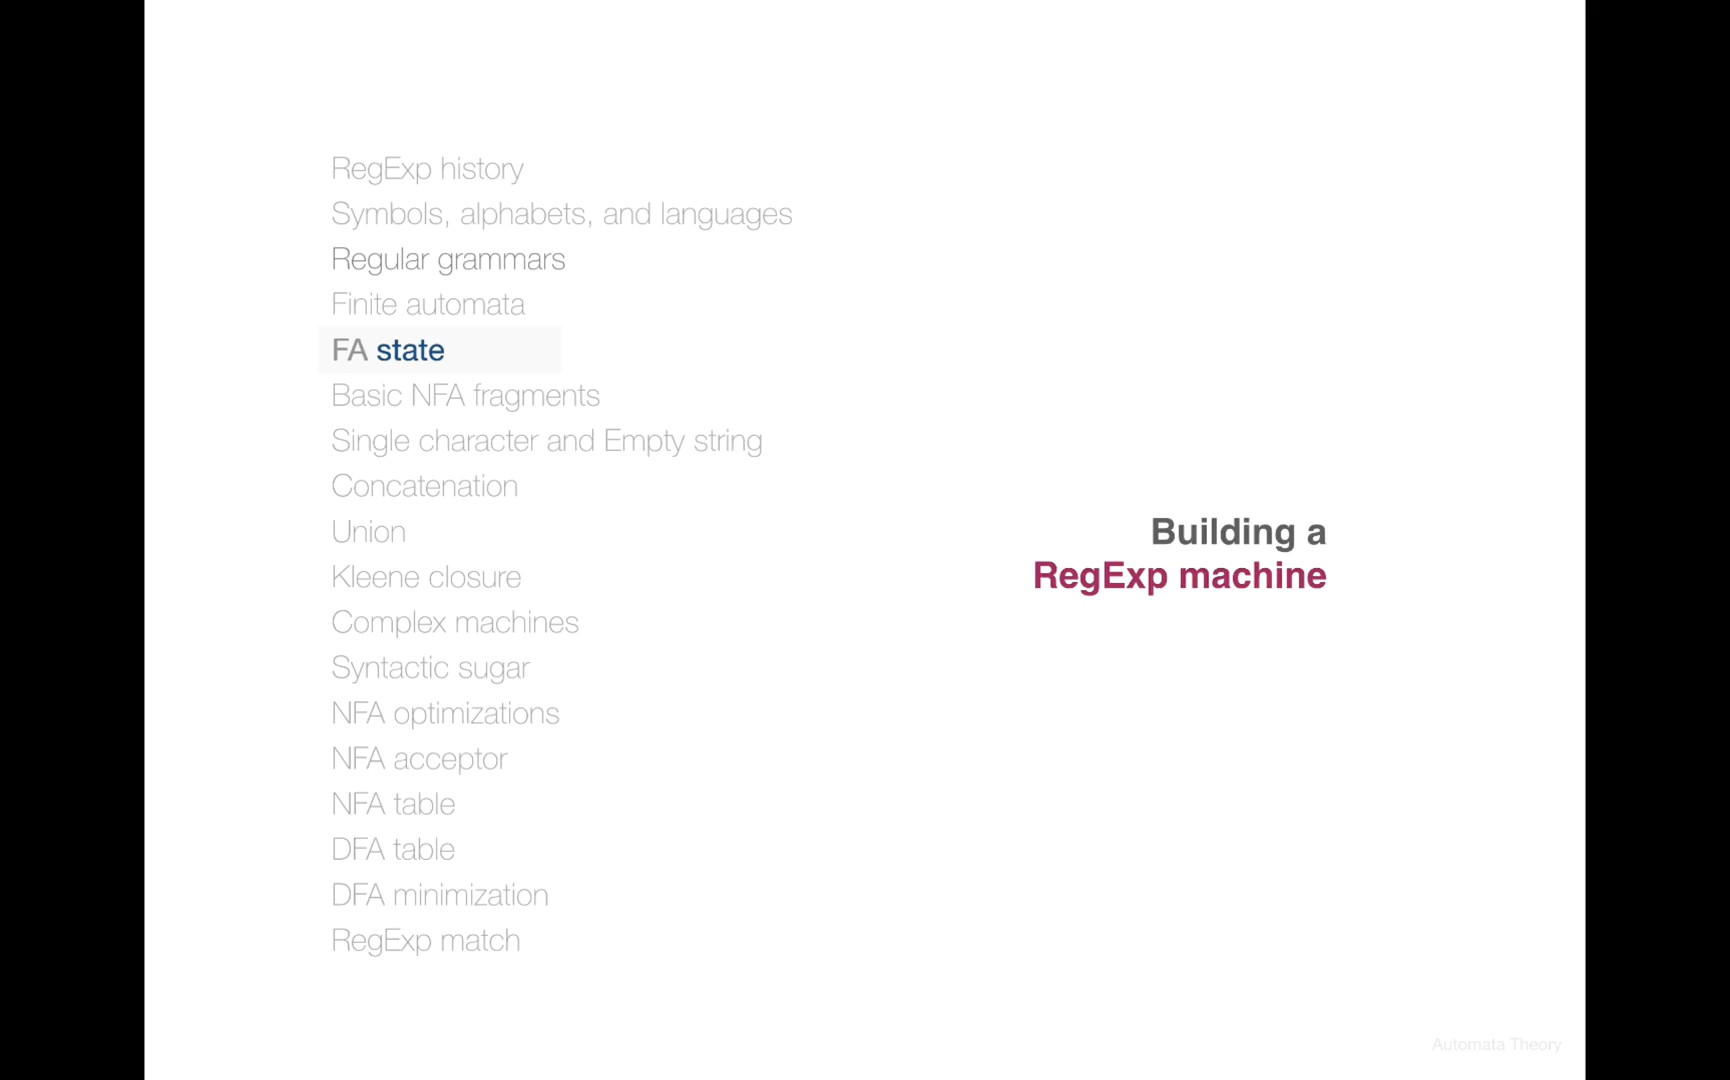 RegExp history
Symbols, alphabets, and languages
Regular grammars
Finite automata
FA state
Basic NFA fragments
Single character and Empty string
Concatenation
Union
Kleene closure
Complex machines
Syntactic sugar
NFA optimizations
NFA acceptor
NFA table
DFA table
DFA minimization
RegExp match
Building a
RegExp machine
Automata Theory